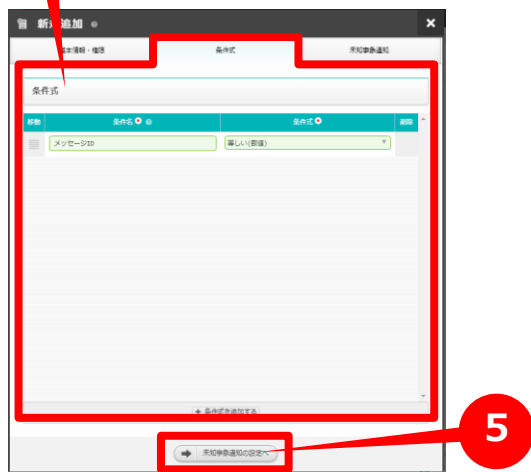 新規追加
基本情報・権限
条件式
未知事象通知
条件式
移動
条件名
条件式
削除
メッセージID
等しい(数値)
+ 条件式を追加する
未知事象通知の設定へ
5